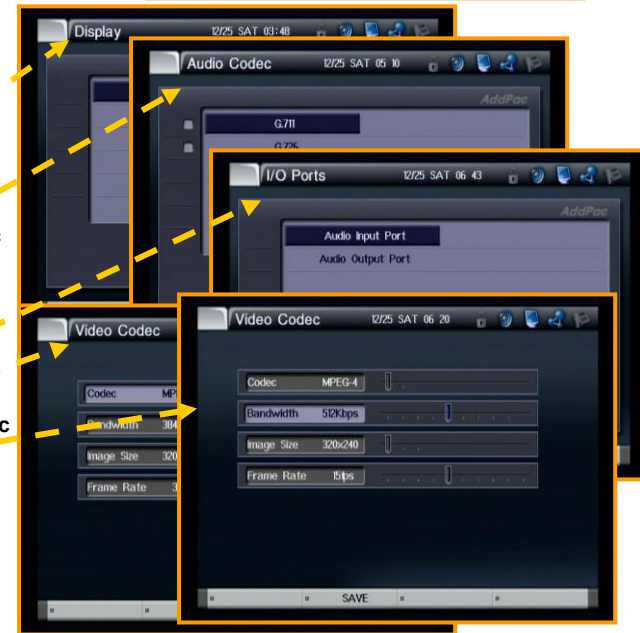 Display 12/25 SAT 03:48
Audio Codec 12/25 SAT 05 10
AddPac
G.711
G.726
I/O Ports 12/25 SAT 06 43
AddPac
Audio Input Port
Audio Output Port
Video Codec
Codec
Bandwidth
Image Size
Frame Rate
c
Video Codec 12/25 SAT 06 20
Codec MPEG-4
Bandwidth 512Kbps
Image Size 320x240
Frame Rate 15fps
SAVE